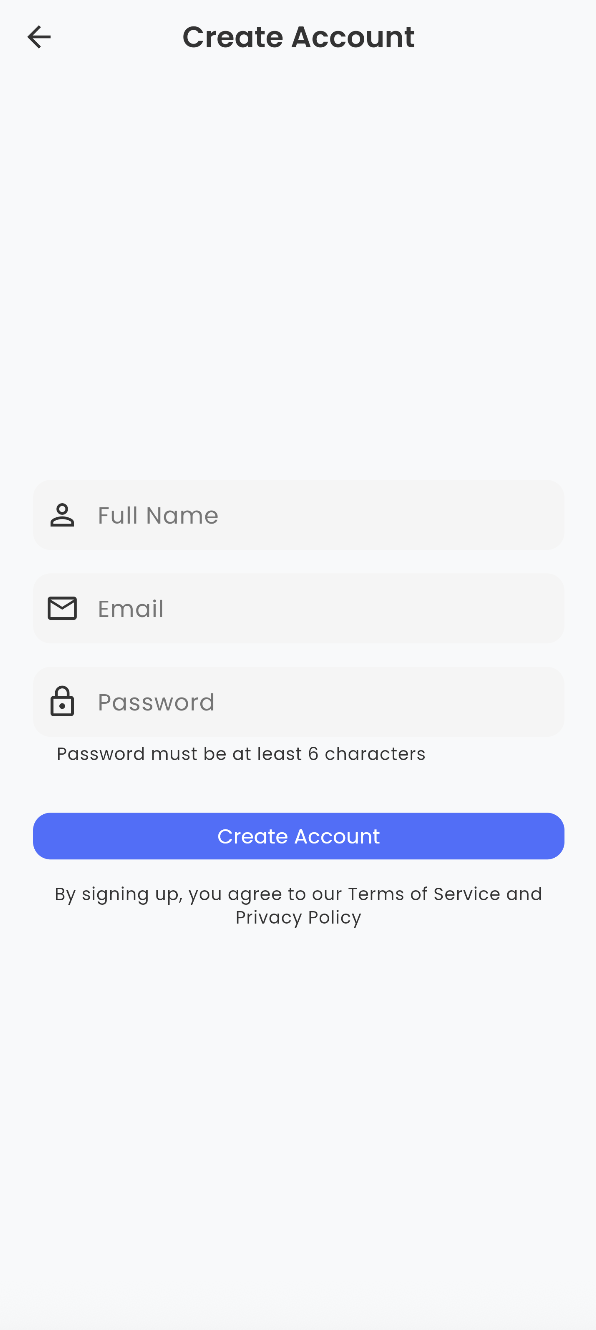 Create Account
Full Name
Email
Password
Password must be at least 6 characters
Create Account
By signing up, you agree to our Terms of Service and
Privacy Policy